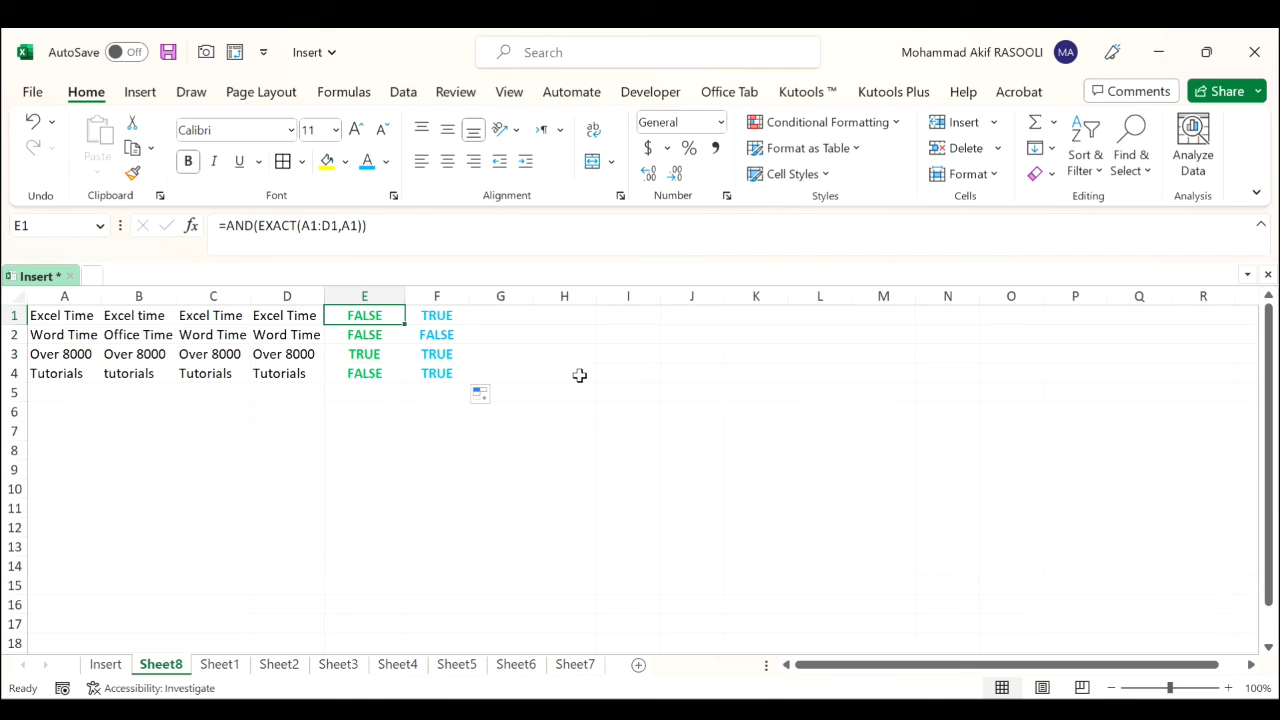 AutoSave Off Insert Search Mohammad Akif RASOOLI MA
File Home Insert Draw Page Layout Formulas Data Review View Automate Developer Office Tab Kutools ™ Kutools Plus Help Acrobat Comments Share
Paste Calibri 11 A A General Conditional Formatting Insert Sort & Find & Analyze
B I U A $ % , Format as Table Delete Filter Select Data
Cell Styles Format
Undo Clipboard Font Alignment Number Styles Cells Editing Analysis
E1 fx =AND(EXACT(A1:D1,A1))
Insert *
A B C D E F G H I J K L M N O P Q R
1 Excel Time Excel time Excel Time Excel Time FALSE TRUE
2 Word Time Office Time Word Time Word Time FALSE FALSE
3 Over 8000 Over 8000 Over 8000 Over 8000 TRUE TRUE
4 Tutorials tutorials Tutorials Tutorials FALSE TRUE
5
6
7
8
9
10
11
12
13
14
15
16
17
18
Insert Sheet8 Sheet1 Sheet2 Sheet3 Sheet4 Sheet5 Sheet6 Sheet7
Ready Accessibility: Investigate 100%